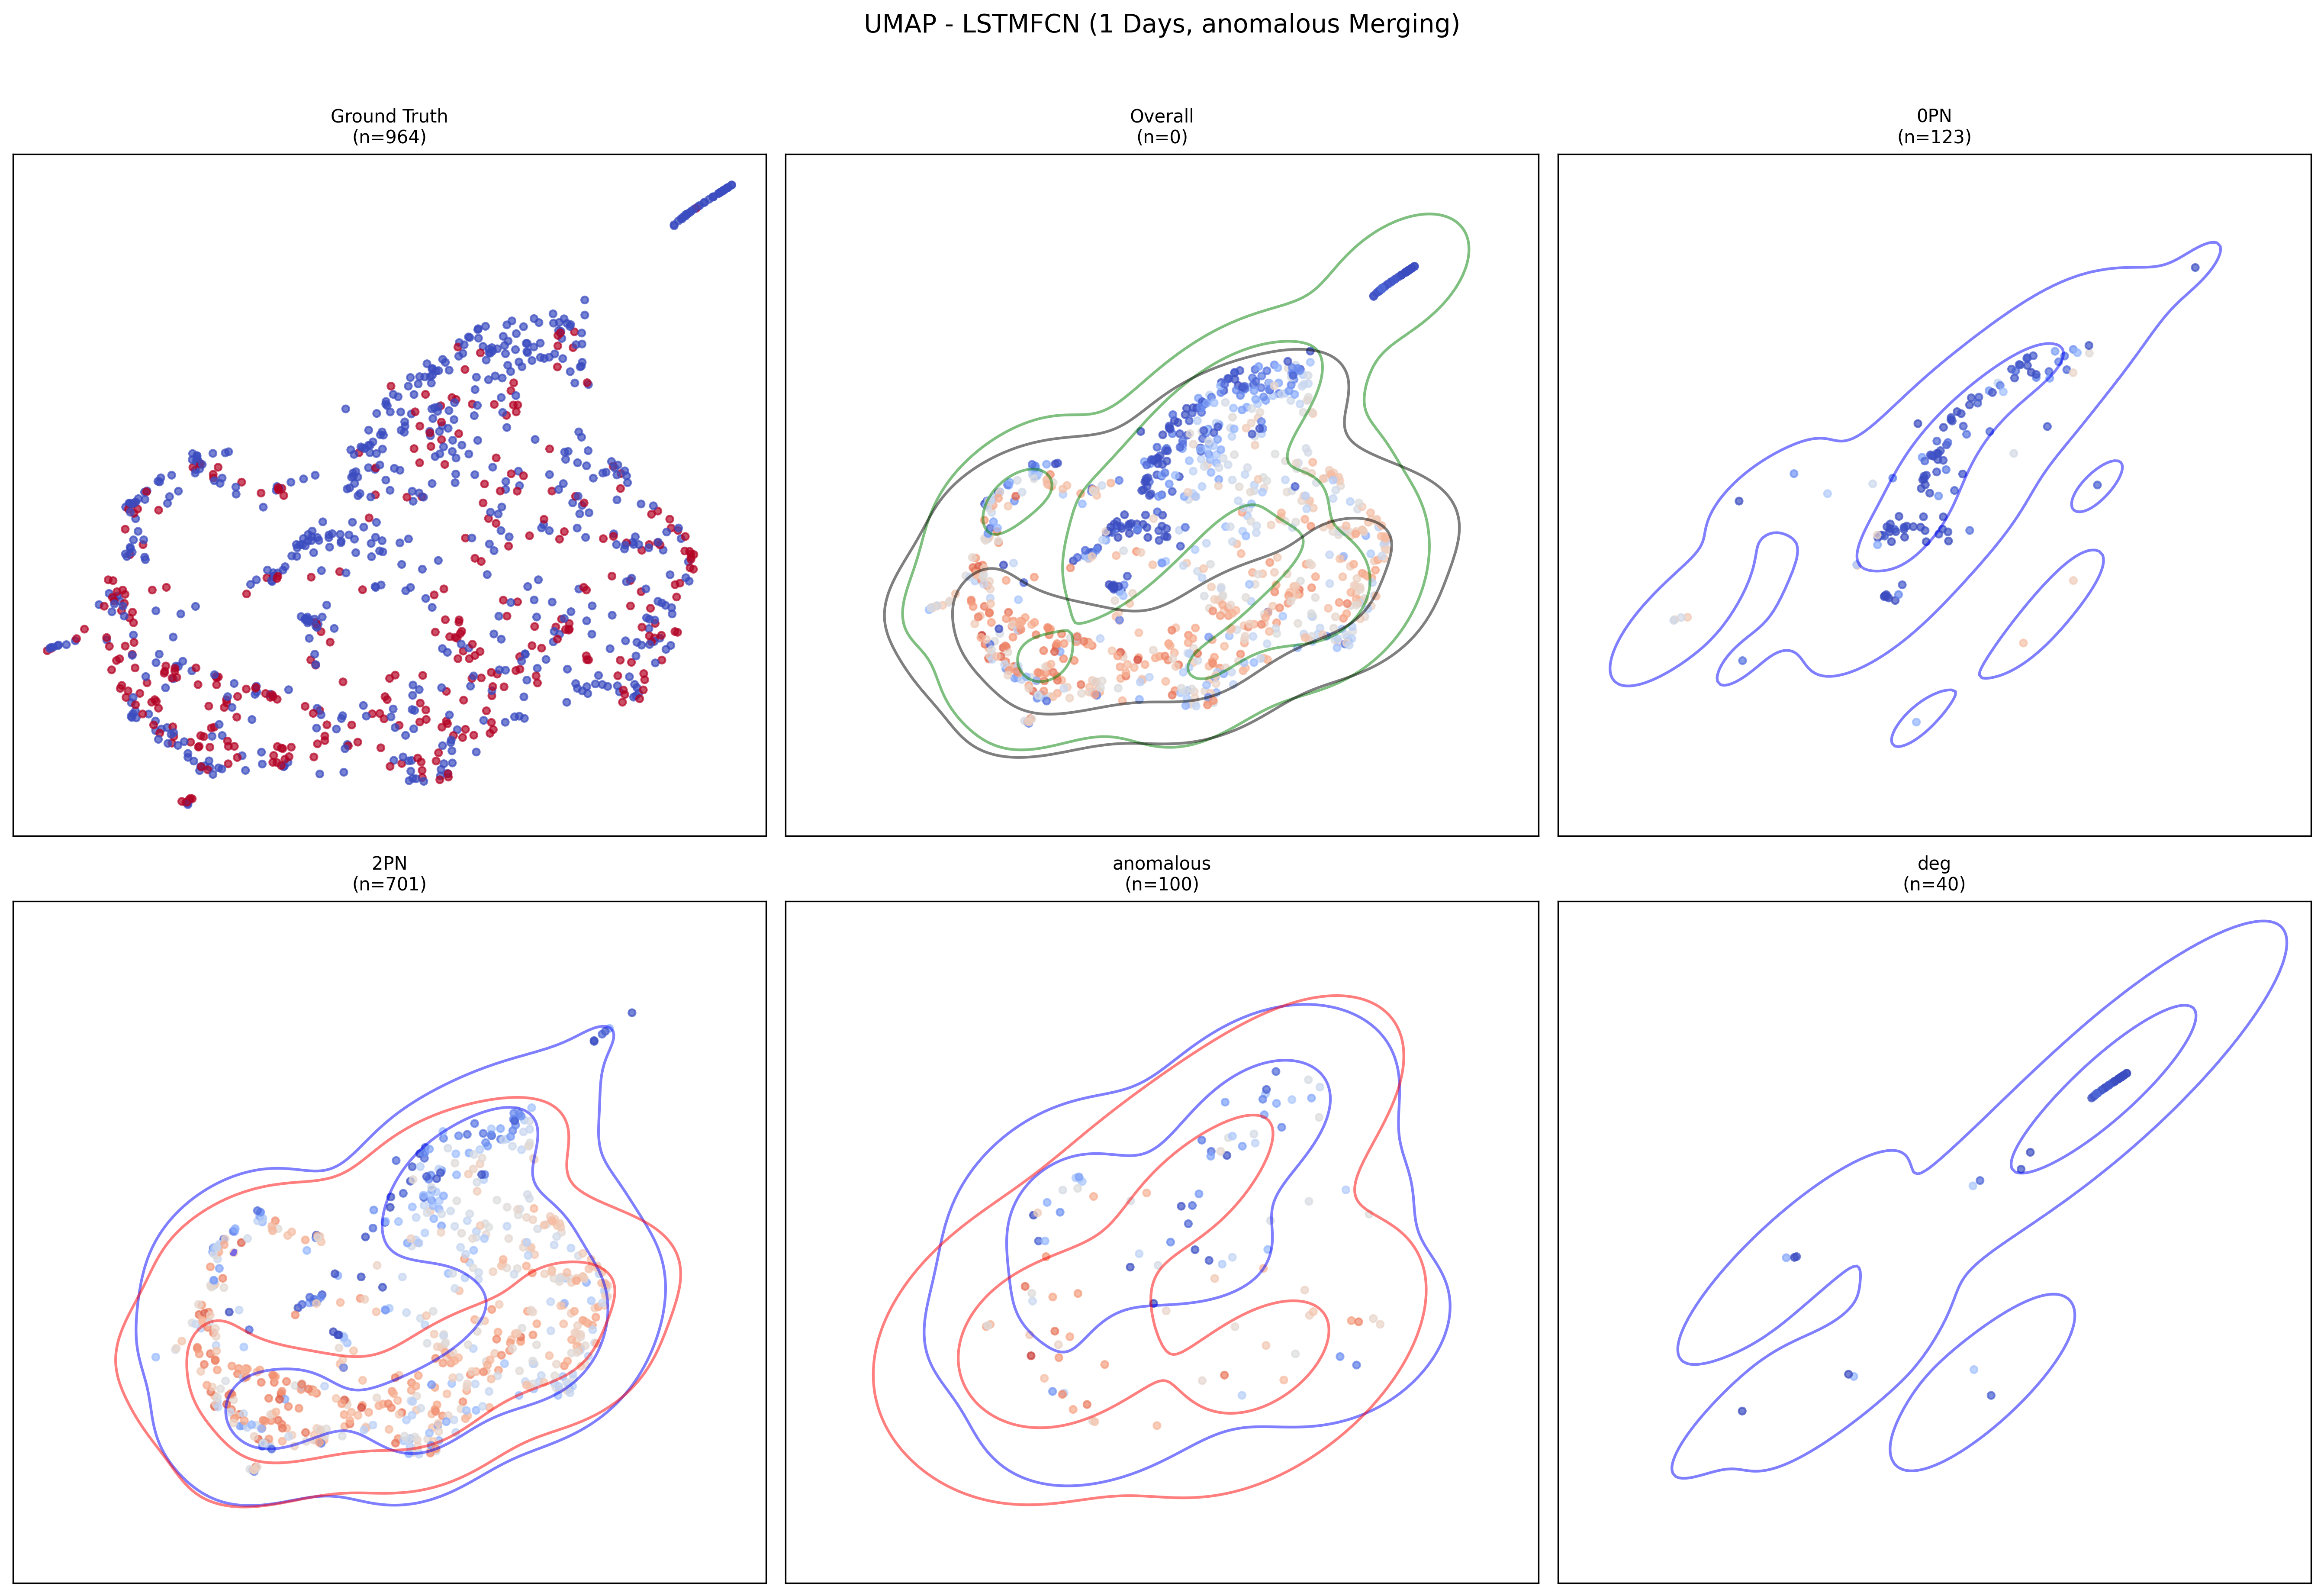 UMAP - LSTMFCN (1 Days, anomalous Merging)
Ground Truth
(n=964)
Overall
(n=0)
0PN
(n=123)
2PN
(n=701)
anomalous
(n=100)
deg
(n=40)